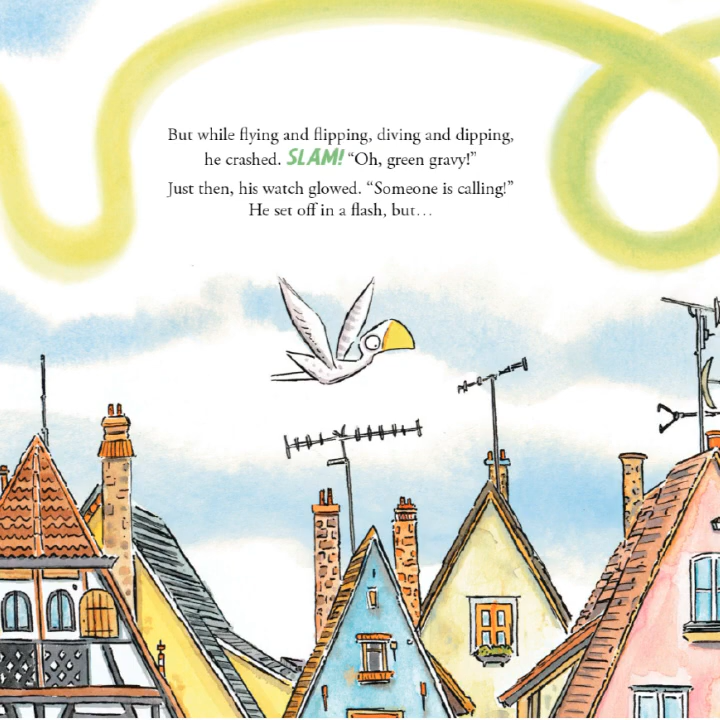 But while flying and flipping, diving and dipping,
he crashed. SLAM! “Oh, green gravy!”
Just then, his watch glowed. “Someone is calling!”
He set off in a flash, but…